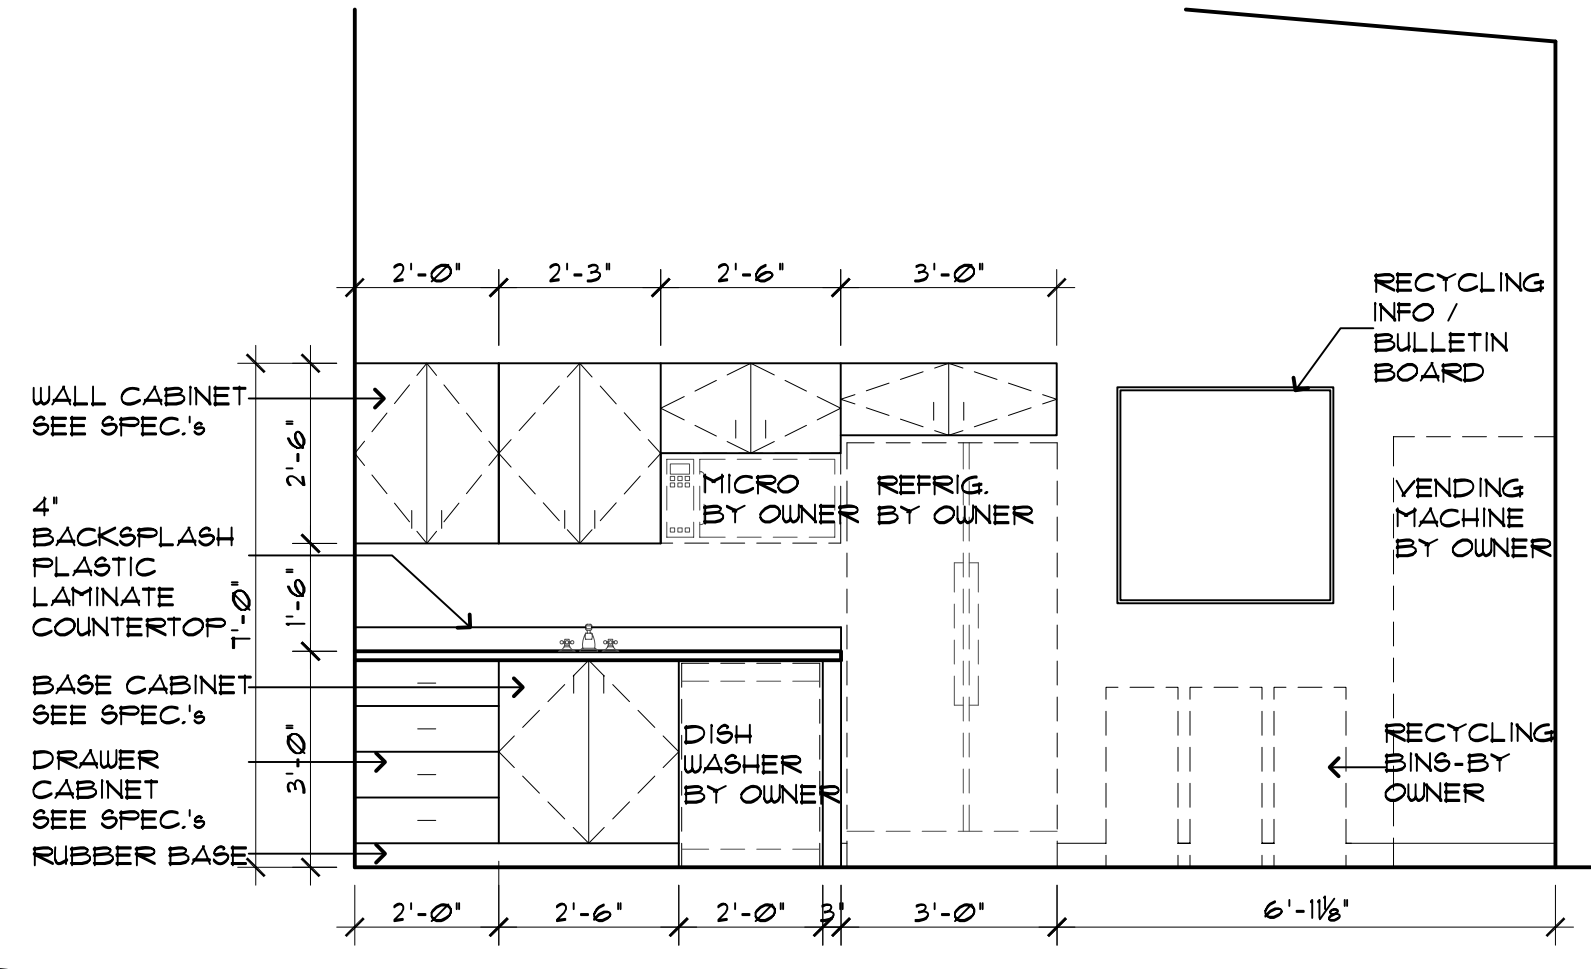 2'-0" 2'-3" 2'-6" 3'-0"
RECYCLING
INFO /
BULLETIN
BOARD
WALL CABINET
SEE SPEC.'s
2'-6"
4"
BACKSPLASH
PLASTIC
LAMINATE
COUNTERTOP
7'-0"
1'-6"
MICRO
BY OWNER
REFRIG.
BY OWNER
VENDING
MACHINE
BY OWNER
BASE CABINET
SEE SPEC.'s
DRAWER
CABINET
SEE SPEC.'s
3'-0"
RUBBER BASE
DISH
WASHER
BY OWNER
RECYCLING
BINS-BY
OWNER
2'-0" 2'-6" 2'-0" 3" 3'-0" 6'-11⅛"